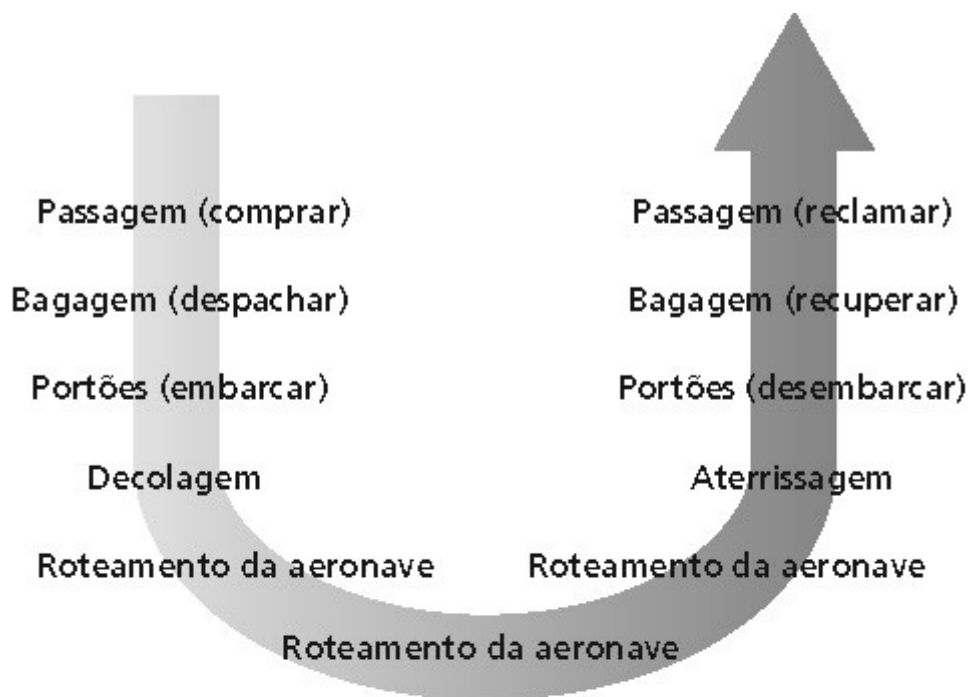 Passagem (comprar)
Passagem (reclamar)
Bagagem (despachar)
Bagagem (recuperar)
Portões (embarcar)
Portões (desembarcar)
Decolagem
Aterrissagem
Roteamento da aeronave
Roteamento da aeronave
Roteamento da aeronave